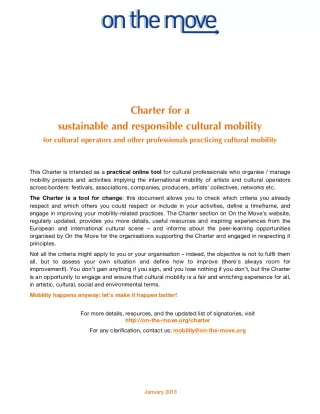 on the move
Charter for a
sustainable and responsible cultural mobility
for cultural operators and other professionals practicing cultural mobility
This Charter is intended as a practical online tool for cultural professionals who organise / manage
mobility projects and activities implying the international mobility of artists and cultural operators
across borders: festivals, associations, companies, producers, artists' collectives, networks etc.
The Charter is a tool for change: this document allows you to check which criteria you already
respect and which others you could respect or include in your activities, define a timeframe, and
engage in improving your mobility-related practices. The Charter section on On the Move's website,
regularly updated, provides you more details, useful resources and inspiring experiences from the
European and international cultural scene – and informs about the peer-learning opportunities
organised by On the Move for the organisations supporting the Charter and engaged in respecting it
principles.
Not all the criteria might apply to you or your organisation – indeed, the objective is not to fulfil them
all, but to assess your own situation and define how to improve (there's always room for
improvement!). You don't gain anything if you sign, and you lose nothing if you don't, but the Charter
is an opportunity to engage and ensure that cultural mobility is a fair and enriching experience for all,
in artistic, cultural, social and environmental terms.
Mobility happens anyway: let's make it happen better!
For more details, resources, and the updated list of signatories, visit
http://on-the-move.org/charter
For any clarification, contact us: mobility@on-the-move.org
January 2013